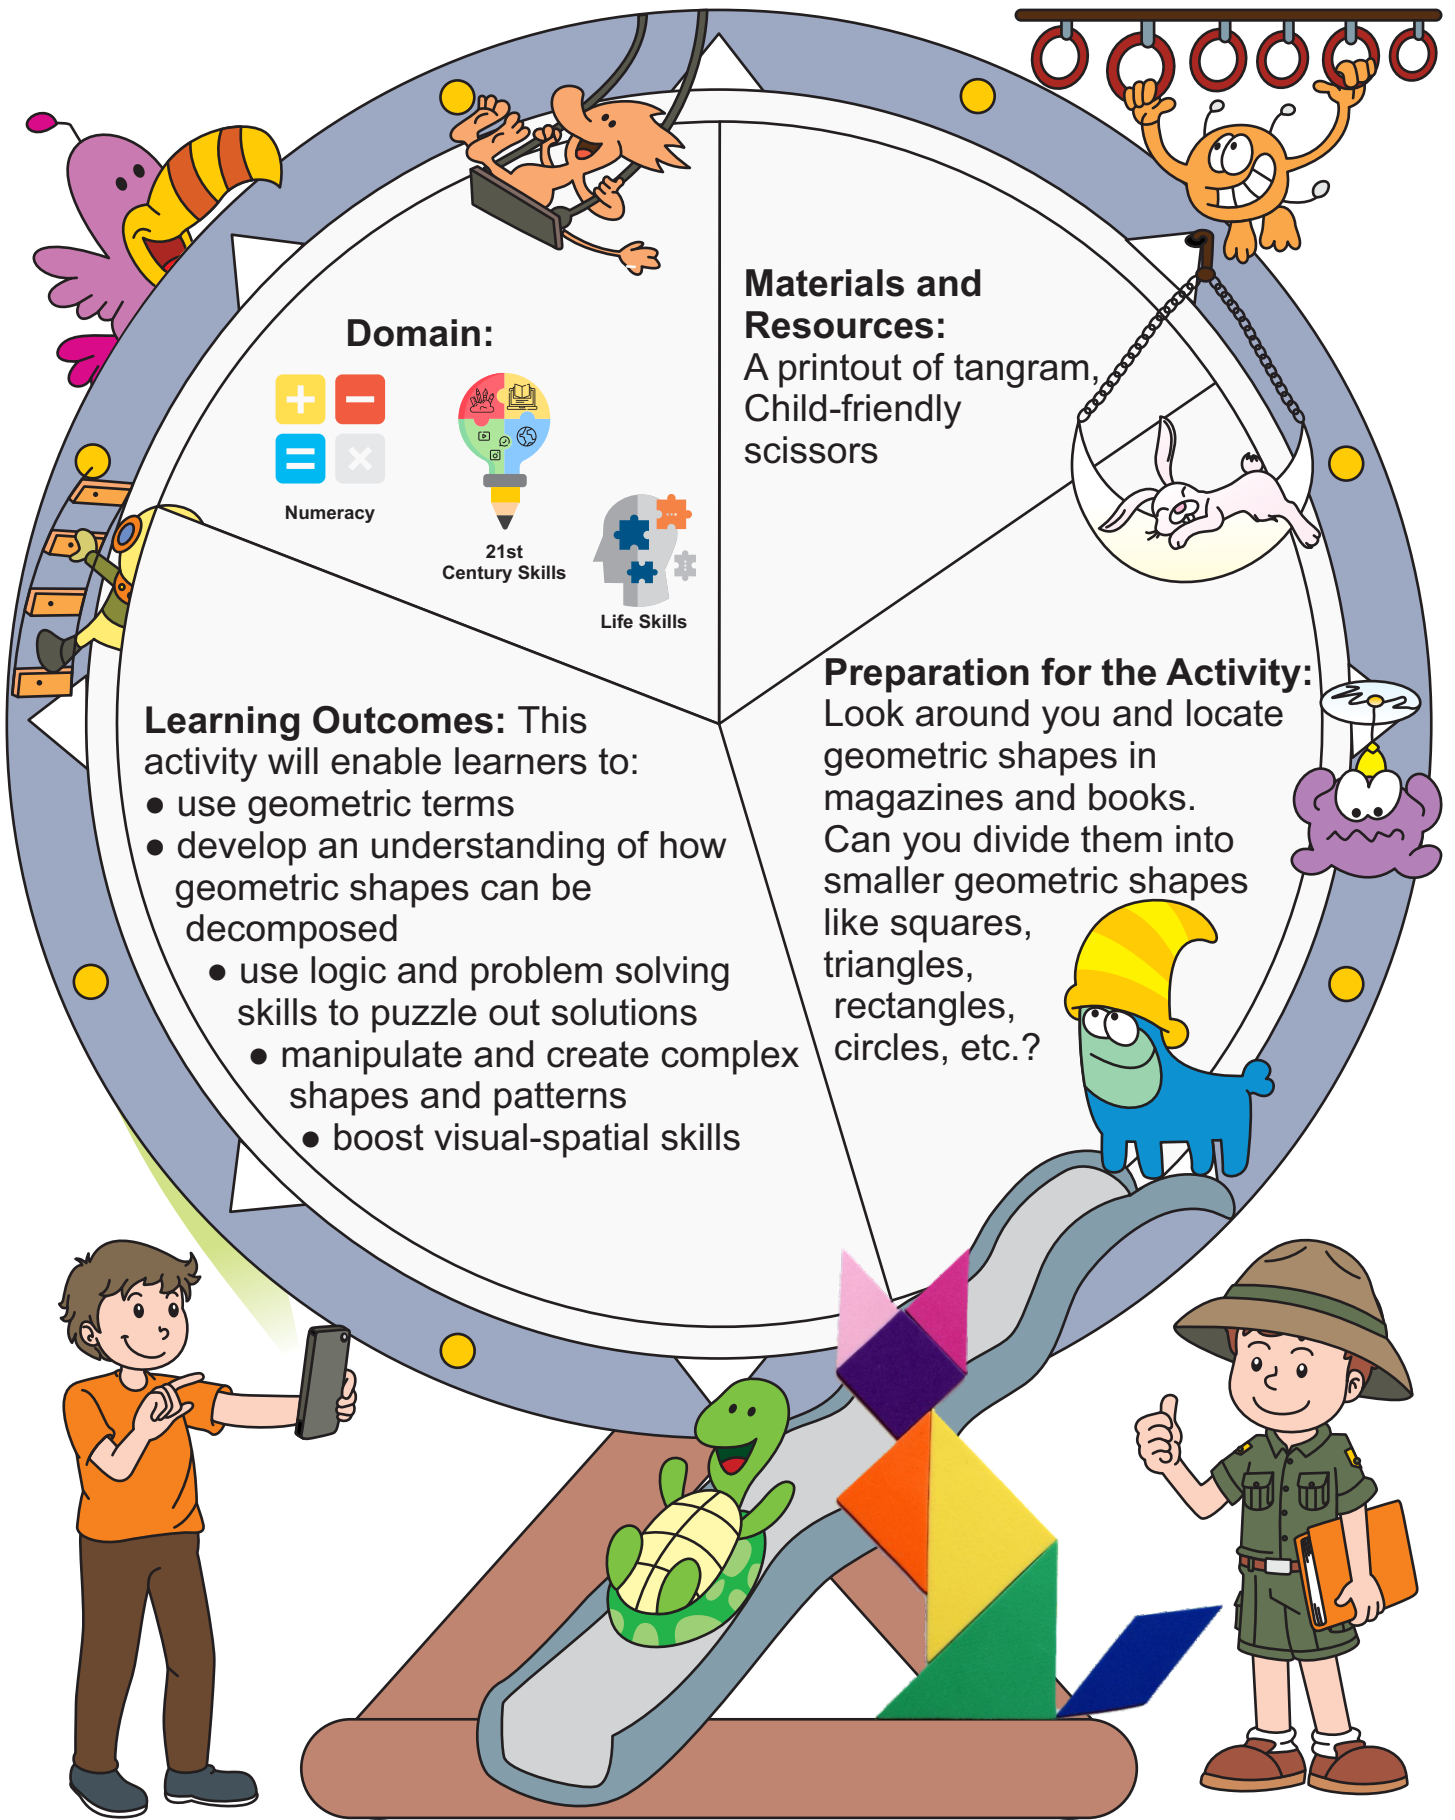 Domain:
Numeracy
21st
Century Skills
Life Skills
Materials and
Resources:
A printout of tangram,
Child-friendly
scissors
Learning Outcomes: This
activity will enable learners to:
● use geometric terms
● develop an understanding of how
geometric shapes can be
decomposed
● use logic and problem solving
skills to puzzle out solutions
● manipulate and create complex
shapes and patterns
● boost visual-spatial skills
Preparation for the Activity:
Look around you and locate
geometric shapes in
magazines and books.
Can you divide them into
smaller geometric shapes
like squares,
triangles,
rectangles,
circles, etc.?